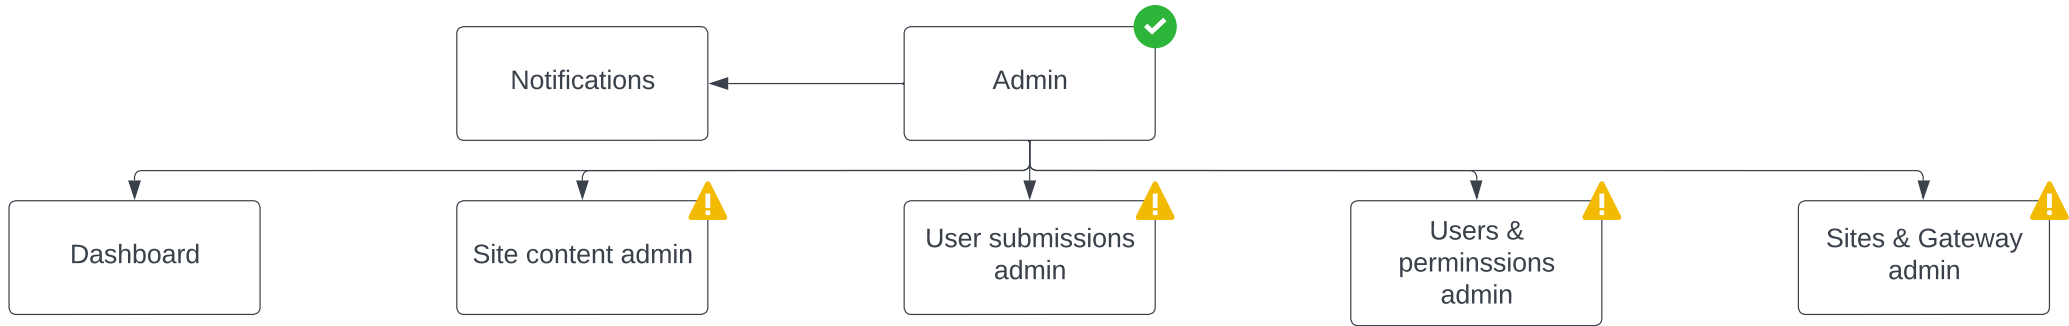 Notifications
Admin
Dashboard
Site content admin
User submissions
admin
Users &
perminssions
admin
Sites & Gateway
admin